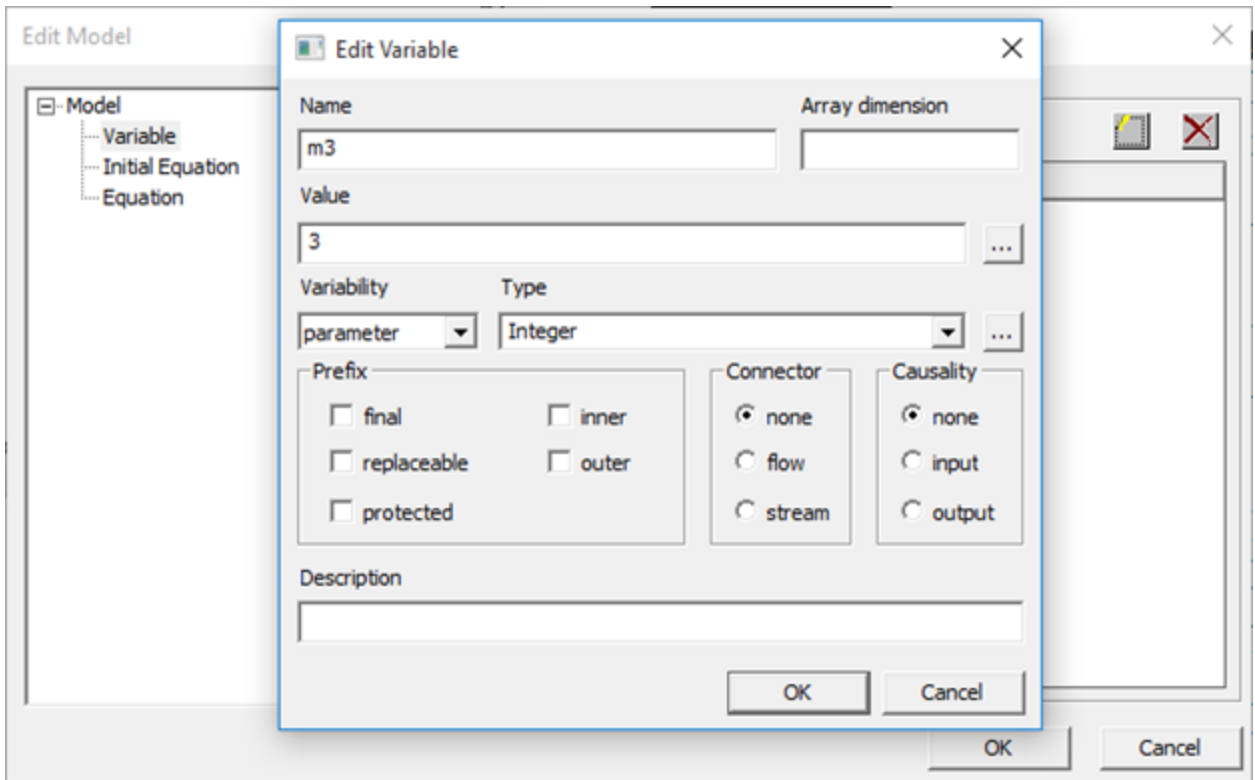 Edit Model
Edit Variable
Model
Variable
Initial Equation
Equation
Name Array dimension
m3
Value
3
...
Variability Type
parameter Integer ...
Prefix Connector Causality
final inner none none
replaceable outer flow input
protected stream output
Description
OK Cancel
OK Cancel